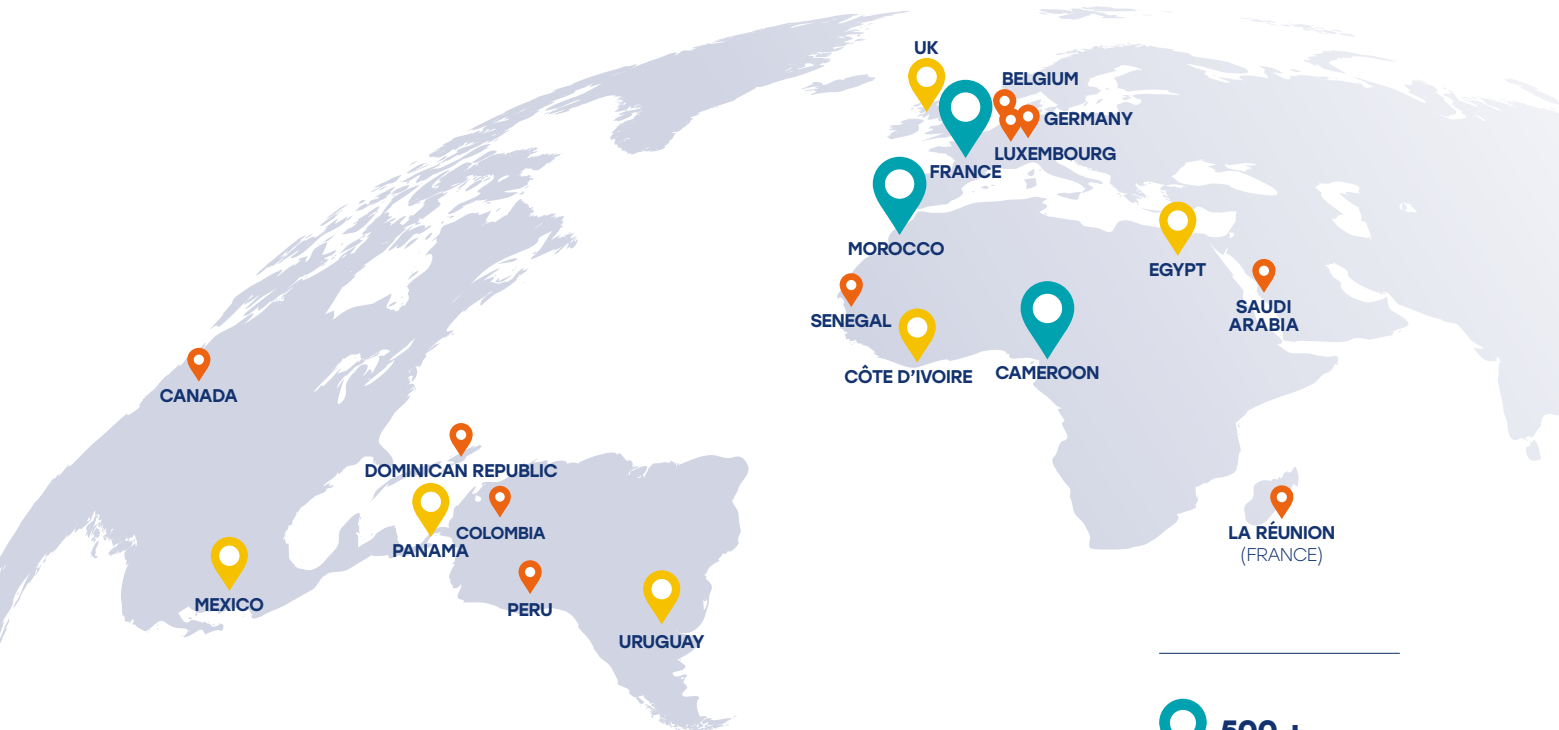 UK
BELGIUM
GERMANY
LUXEMBOURG
FRANCE
MOROCCO
EGYPT
SENEGAL
SAUDI
ARABIA
CÔTE D’IVOIRE
CAMEROON
CANADA
DOMINICAN REPUBLIC
COLOMBIA
PANAMA
LA RÉUNION
(FRANCE)
MEXICO
PERU
URUGUAY